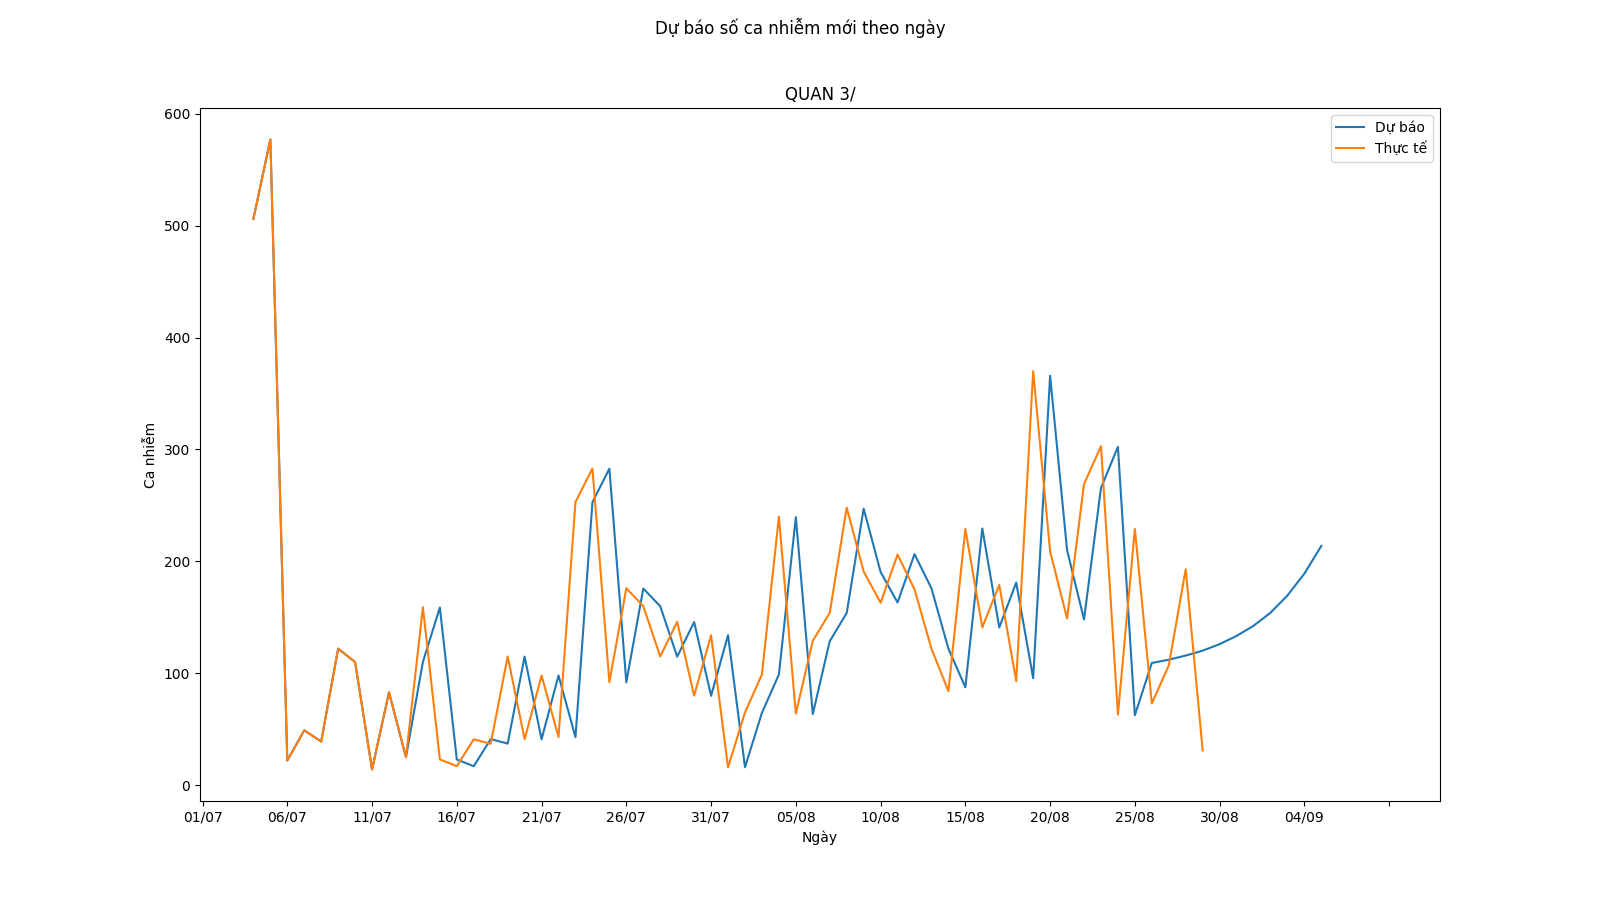 Dự báo số ca nhiễm mới theo ngày
QUAN 3/
Dự báo
Thực tế
600
500
400
300
200
100
0
Ca nhiễm
01/07 06/07 11/07 16/07 21/07 26/07 31/07 05/08 10/08 15/08 20/08 25/08 30/08 04/09
Ngày